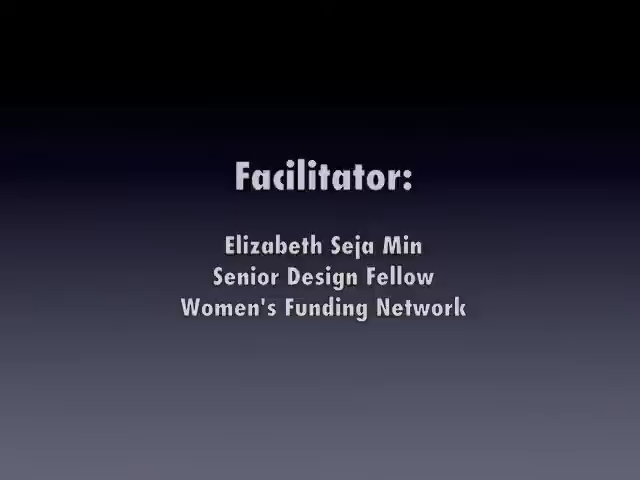 Facilitator:
Elizabeth Seja Min
Senior Design Fellow
Women's Funding Network